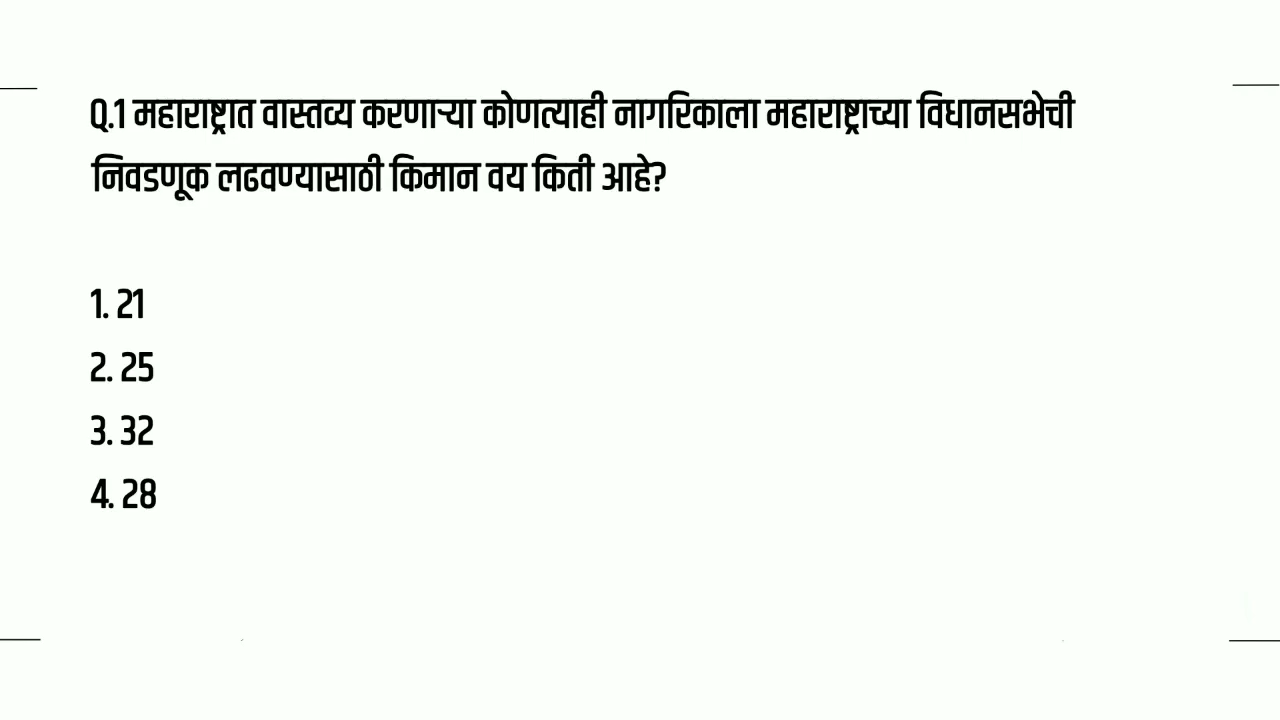 Q.1 महाराष्ट्रात वास्तव्य करणाऱ्या कोणत्याही नागरिकाला महाराष्ट्राच्या विधानसभेची
निवडणूक लढवण्यासाठी किमान वय किती आहे?
1. 21
2. 25
3. 32
4. 28